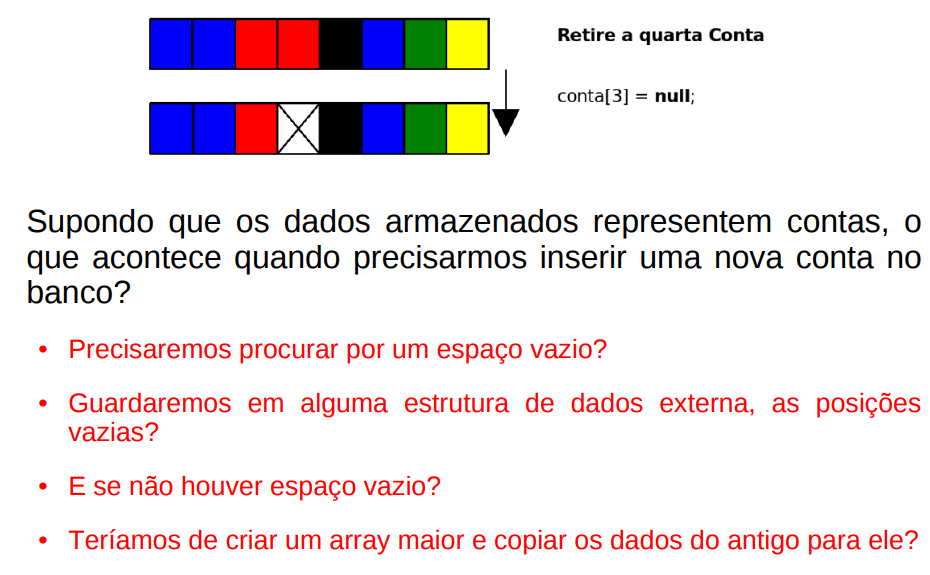 Retire a quarta Conta
conta[3] = null;
Supondo que os dados armazenados representem contas, o
que acontece quando precisarmos inserir uma nova conta no
banco?
• Precisaremos procurar por um espaço vazio?
• Guardaremos em alguma estrutura de dados externa, as posições
vazias?
• E se não houver espaço vazio?
• Teríamos de criar um array maior e copiar os dados do antigo para ele?